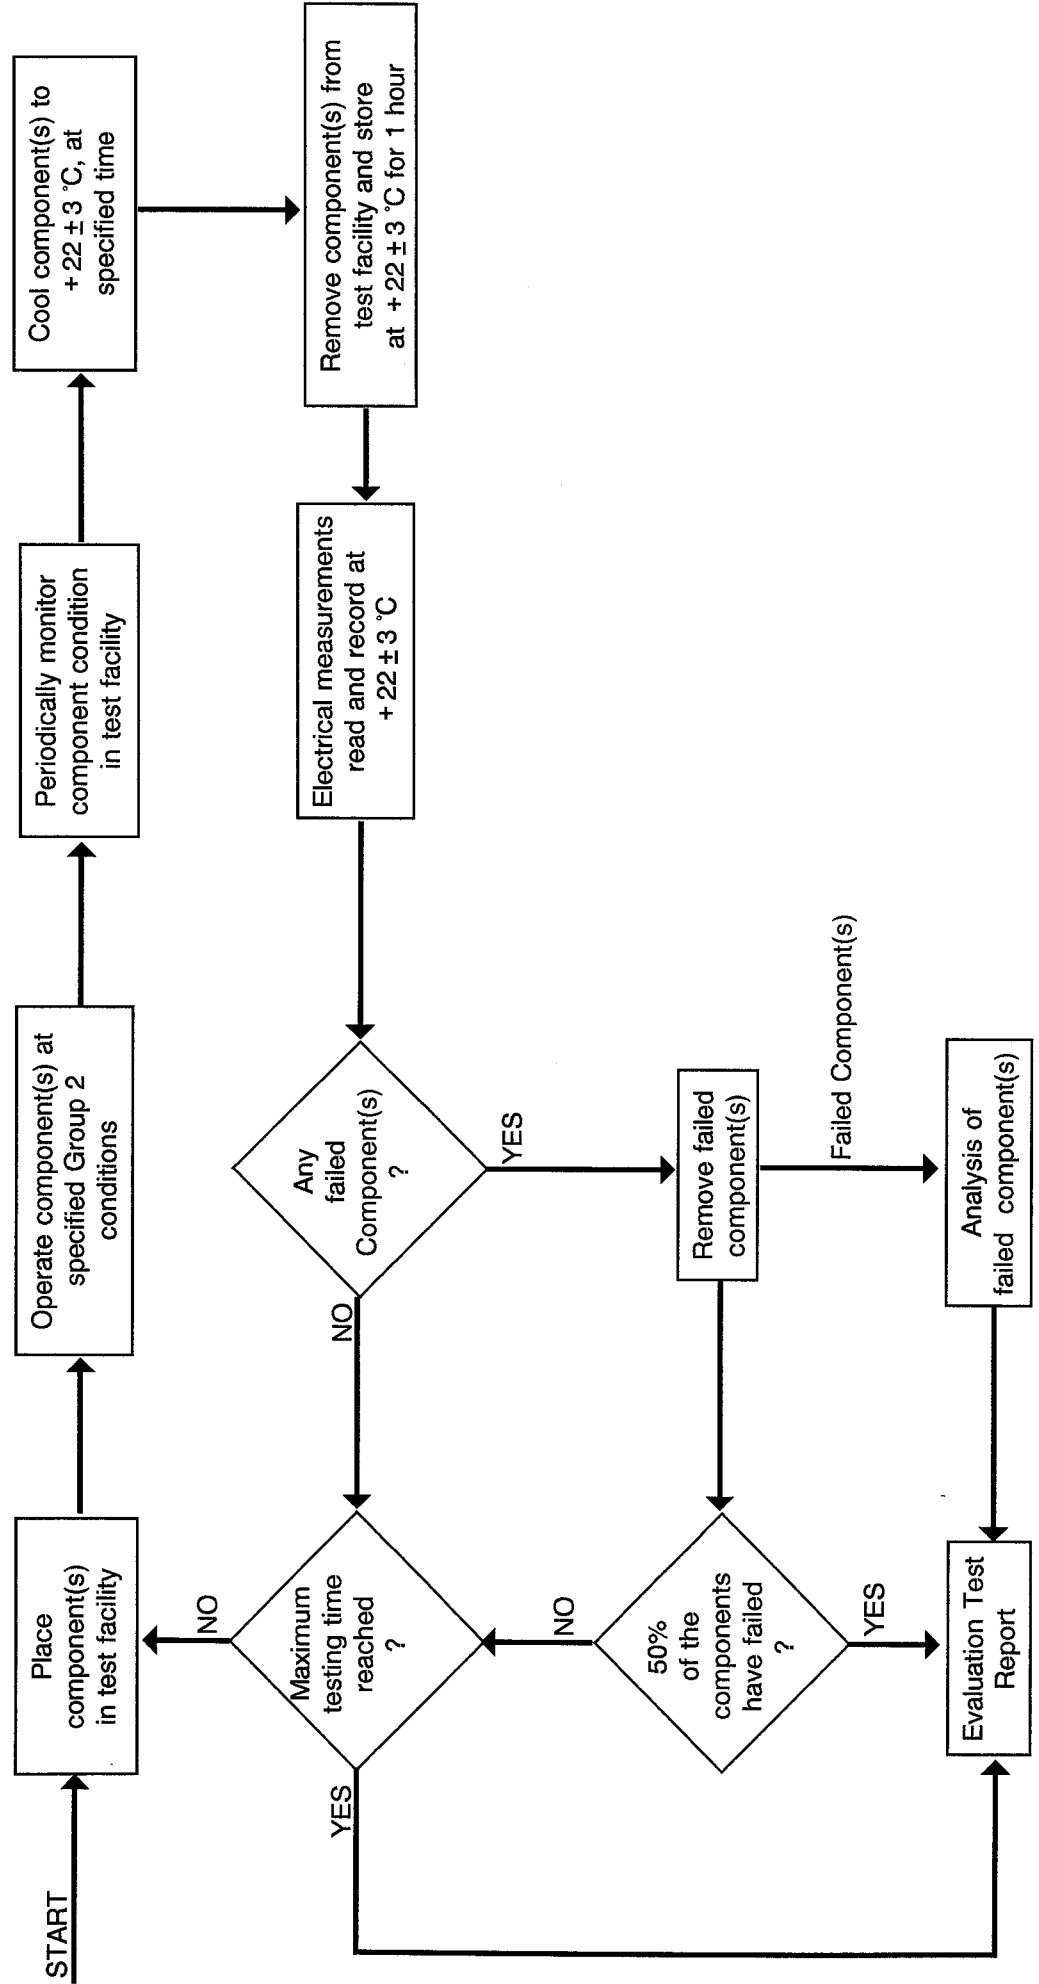 START
Place
component(s)
in test facility
Operate component(s) at
specified Group 2
conditions
Periodically monitor
component condition
in test facility
Cool component(s) to
+22 ± 3 °C, at
specified time
Remove component(s) from
test facility and store
at +22 ± 3 °C for 1 hour
Electrical measurements
read and record at
+22 ± 3 °C
Any
failed
Component(s)
?
NO
YES
Maximum
testing time
reached
?
NO
YES
Remove failed
component(s)
Failed Component(s)
50%
of the
components
have failed
?
NO
YES
Analysis of
failed component(s)
Evaluation Test
Report